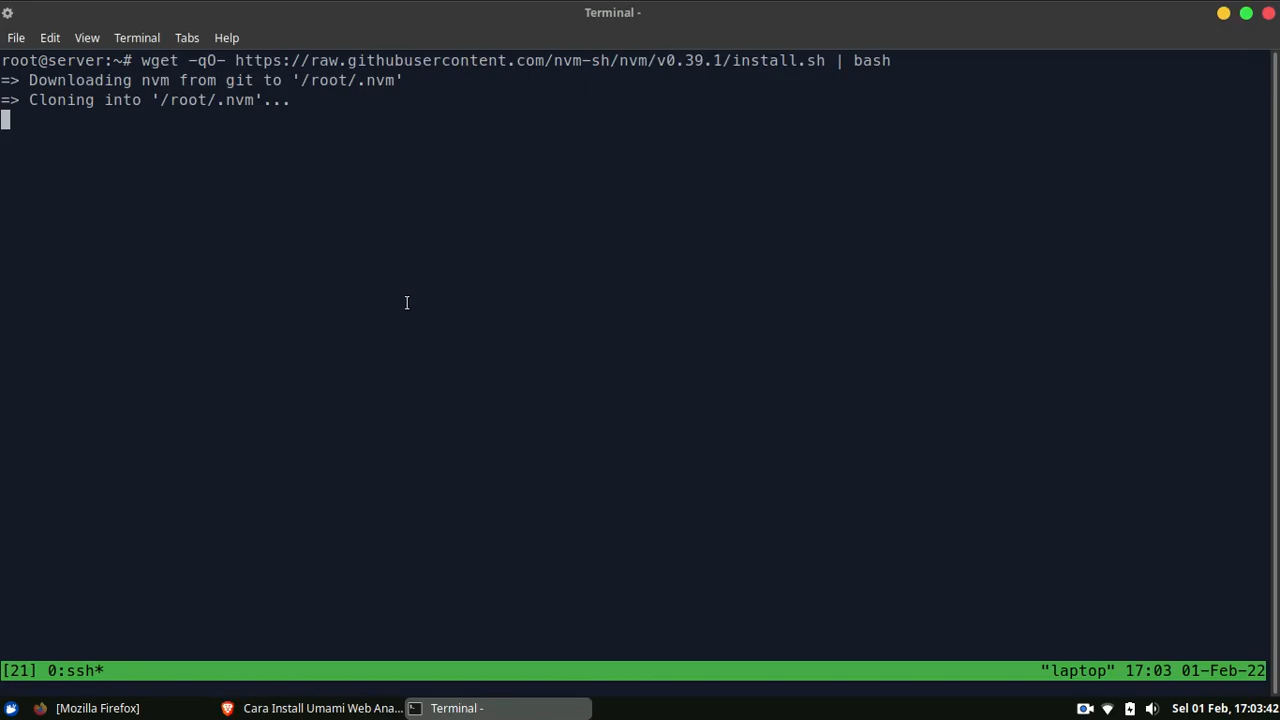 Terminal -
File Edit View Terminal Tabs Help
root@server:~# wget -qO- https://raw.githubusercontent.com/nvm-sh/nvm/v0.39.1/install.sh | bash
=> Downloading nvm from git to '/root/.nvm'
=> Cloning into '/root/.nvm'...
[21] 0:ssh* "laptop" 17:03 01-Feb-22
[Mozilla Firefox] Cara Install Umami Web Ana... Terminal - Sel 01 Feb, 17:03:42